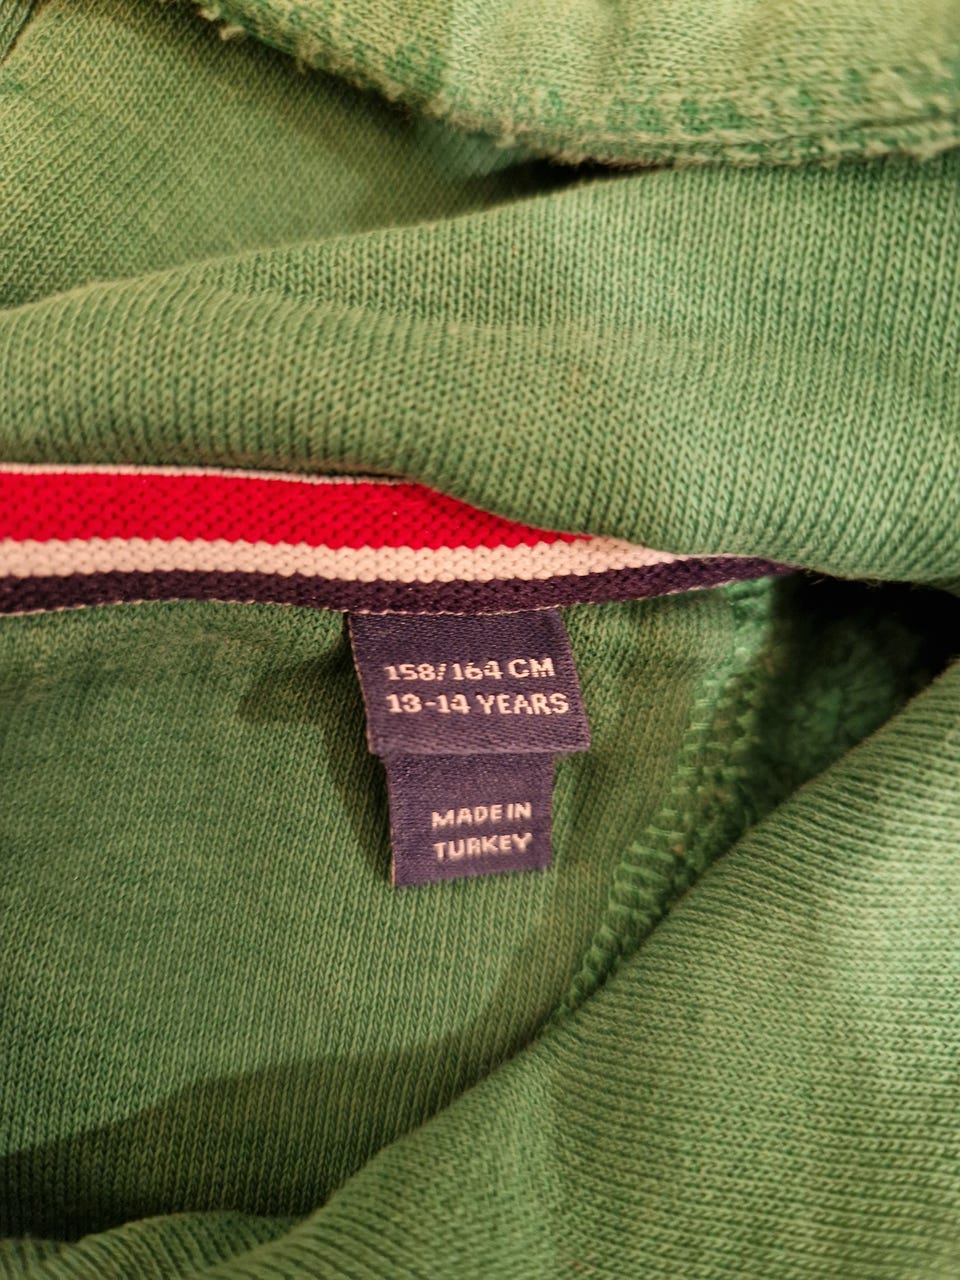 158/164 CM
13-14 YEARS
MADE IN
TURKEY